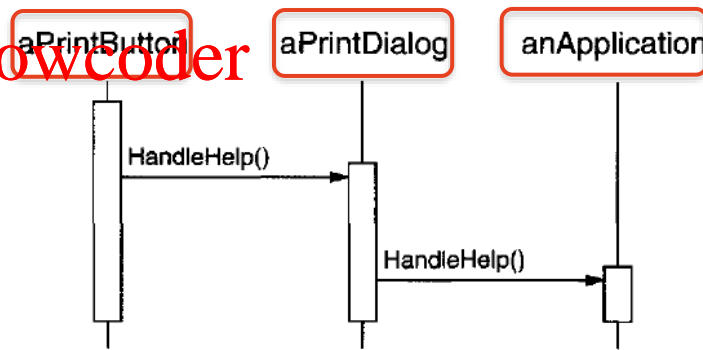 aPrintButton
aPrintDialog
anApplication
owcoder
HandleHelp()
HandleHelp()